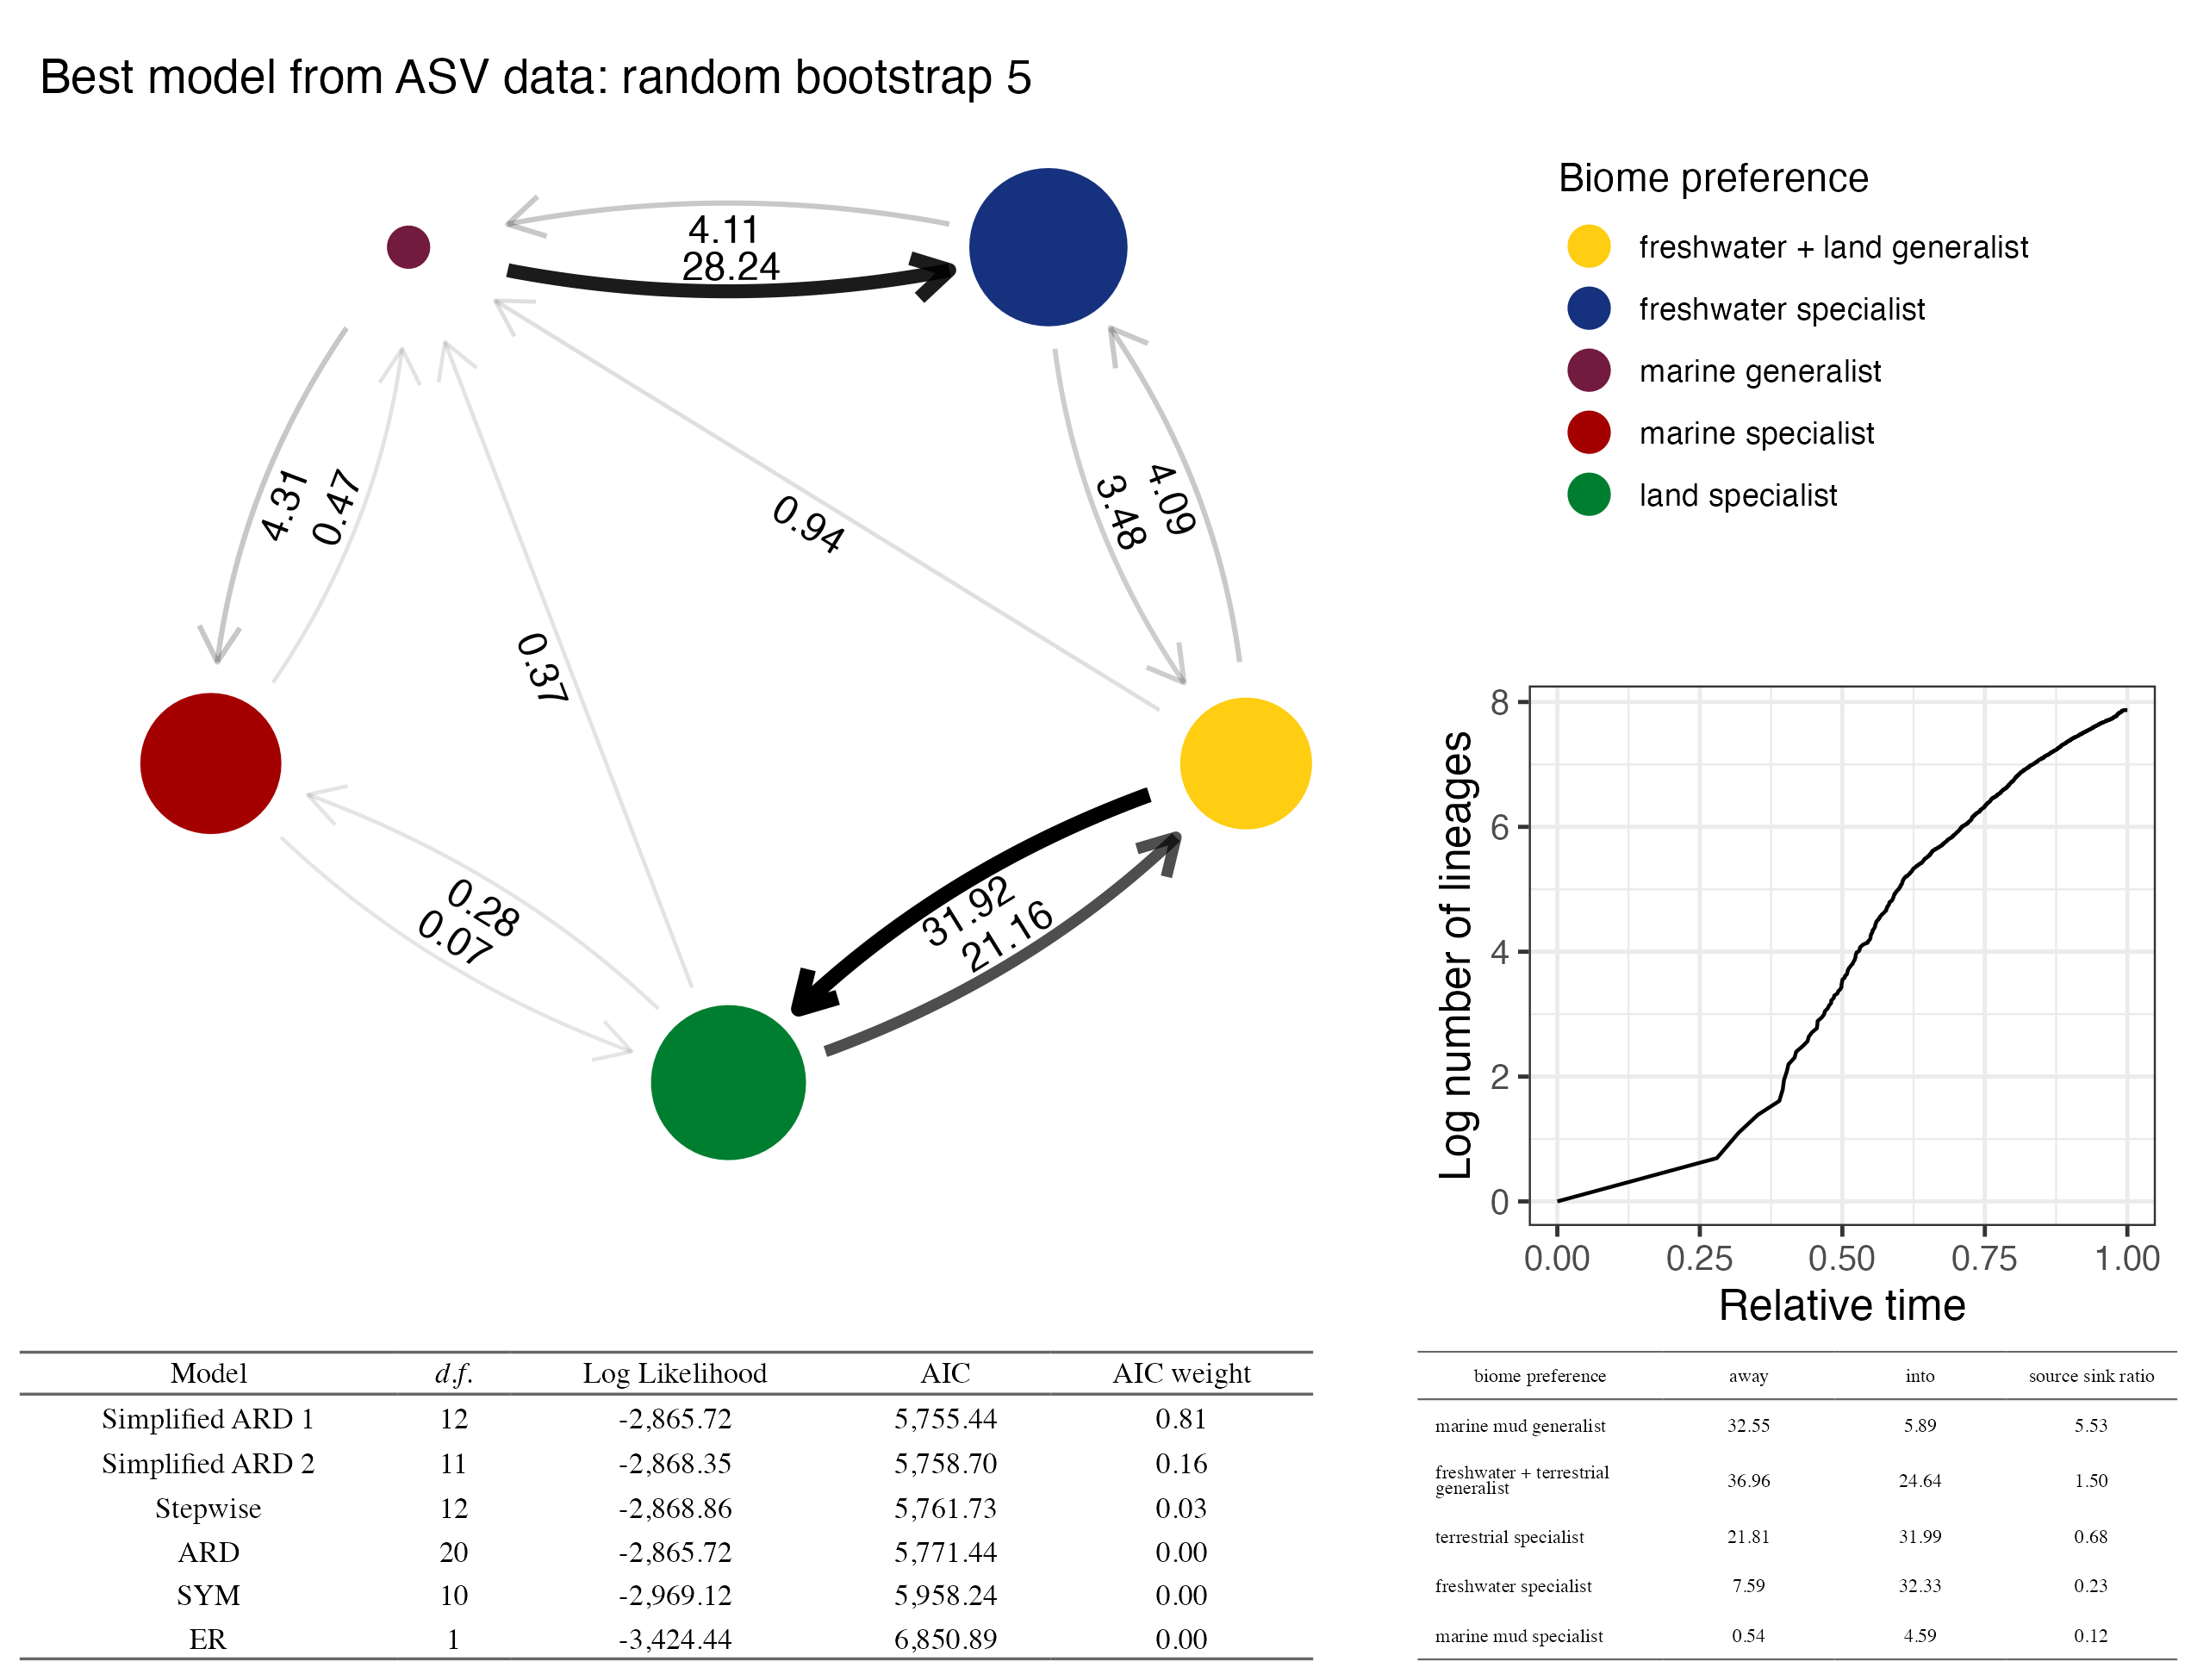 Best model from ASV data: random bootstrap 5
4.11
28.24
4.31
0.47
0.94
3.48
4.09
0.37
0.28
0.07
31.92
21.16
Biome preference
freshwater + land generalist
freshwater specialist
marine generalist
marine specialist
land specialist
Log number of lineages
8
6
4
2
0
0.00 0.25 0.50 0.75 1.00
Relative time
Model d.f. Log Likelihood AIC AIC weight
Simplified ARD 1 12 -2,865.72 5,755.44 0.81
Simplified ARD 2 11 -2,868.35 5,758.70 0.16
Stepwise 12 -2,868.86 5,761.73 0.03
ARD 20 -2,865.72 5,771.44 0.00
SYM 10 -2,969.12 5,958.24 0.00
ER 1 -3,424.44 6,850.89 0.00
biome preference away into source sink ratio
marine mud generalist 32.55 5.89 5.53
freshwater + terrestrial
generalist 36.96 24.64 1.50
terrestrial specialist 21.81 31.99 0.68
freshwater specialist 7.59 32.33 0.23
marine mud specialist 0.54 4.59 0.12